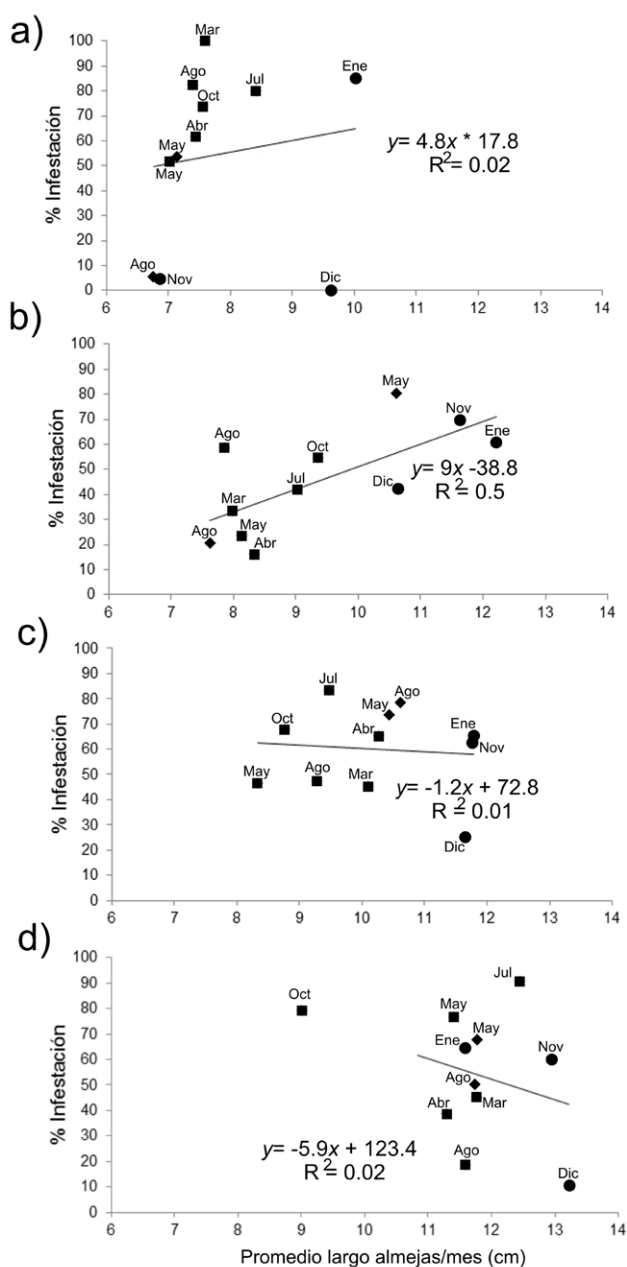 a)
% Infestación
100
90
80
70
60
50
40
30
20
10
0
Mar
Ago
Oct
Jul
Ene
Abr
May
May
Ago
Nov
Dic
y= 4.8x * 17.8
R2= 0.02
6 7 8 9 10 11 12 13 14
b)
% Infestación
100
90
80
70
60
50
40
30
20
10
0
May
Nov
Ene
Ago
Oct
Jul
Dic
Mar
May
Ago
Abr
y= 9x -38.8
R2 = 0.5
6 7 8 9 10 11 12 13 14
c)
% Infestación
100
90
80
70
60
50
40
30
20
10
0
Jul
May
Ago
Oct
Abr
Ene
Nov
May
Ago
Mar
Dic
y= -1.2x + 72.8
R2 = 0.01
6 7 8 9 10 11 12 13 14
d)
% Infestación
100
90
80
70
60
50
40
30
20
10
0
Jul
Oct
May
May
Ene
Nov
Ago
Abr
Mar
Ago
Dic
y= -5.9x + 123.4
R2 = 0.02
6 7 8 9 10 11 12 13 14
Promedio largo almejas/mes (cm)